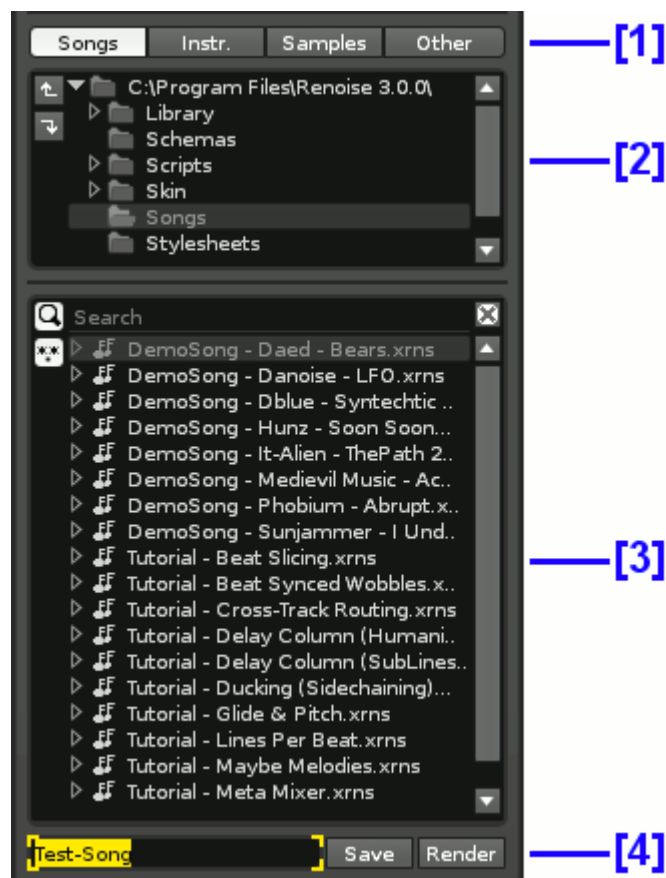 Songs Instr. Samples Other [1]
C:\Program Files\Renoise 3.0.0\
Library
Schemas
[2]
Scripts
Skin
Songs
Stylesheets
Search
DemoSong - Daed - Bears.xrns
DemoSong - Danoise - LFO.xrns
DemoSong - Dblue - Syntechtic ..
DemoSong - Hunz - Soon Soon...
DemoSong - It-Alien - ThePath 2..
DemoSong - Medievil Music - Ac..
DemoSong - Phobium - Abrupt.x..
DemoSong - Sunjammer - I Und..
Tutorial - Beat Slicing.xrns
[3]
Tutorial - Beat Synced Wobbles.x..
Tutorial - Cross-Track Routing.xrns
Tutorial - Delay Column (Humani..
Tutorial - Delay Column (SubLines..
Tutorial - Ducking (Sidechaining)...
Tutorial - Glide & Pitch.xrns
Tutorial - Lines Per Beat.xrns
Tutorial - Maybe Melodies.xrns
Tutorial - Meta Mixer.xrns
Test-Song Save Render [4]